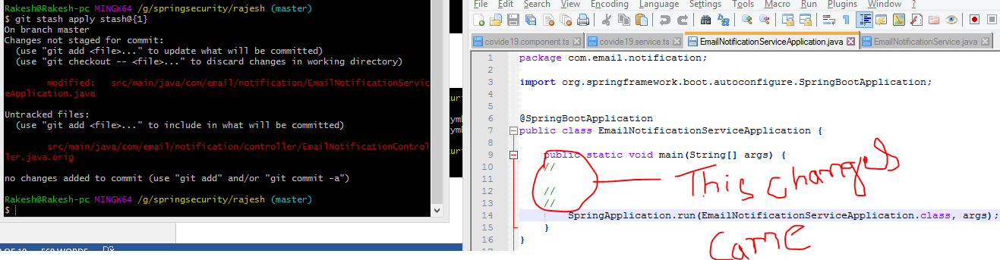 Rakesh@Rakesh-pc MINGW64 /g/springsecurity/rajesh (master)
$ git stash apply stash@{1}
On branch master
Changes not staged for commit:
(use "git add <file>..." to update what will be committed)
(use "git checkout -- <file>..." to discard changes in working directory)
modified: src/main/java/com/email/notification/EmailNotificationServic
eApplication.java
Untracked files:
(use "git add <file>..." to include in what will be committed)
src/main/java/com/email/notification/controller/EmailNotificationControl
ler.java.orig
no changes added to commit (use "git add" and/or "git commit -a")
Rakesh@Rakesh-pc MINGW64 /g/springsecurity/rajesh (master)
$
File Edit Search View Encoding Language Settings Tools Macro Run Plugins Window ?
covide19.component.ts covide19.service.ts EmailNotificationServiceApplication.java EmailNotificationService.java
1 package com.email.notification;
2
3 import org.springframework.boot.autoconfigure.SpringBootApplication;
4
5
6 @SpringBootApplication
7 public class EmailNotificationServiceApplication {
8
9 public static void main(String[] args) {
10 //
11
12 //
13 //
14 SpringApplication.run(EmailNotificationServiceApplication.class, args);
15 }
16 }
This changes
Came